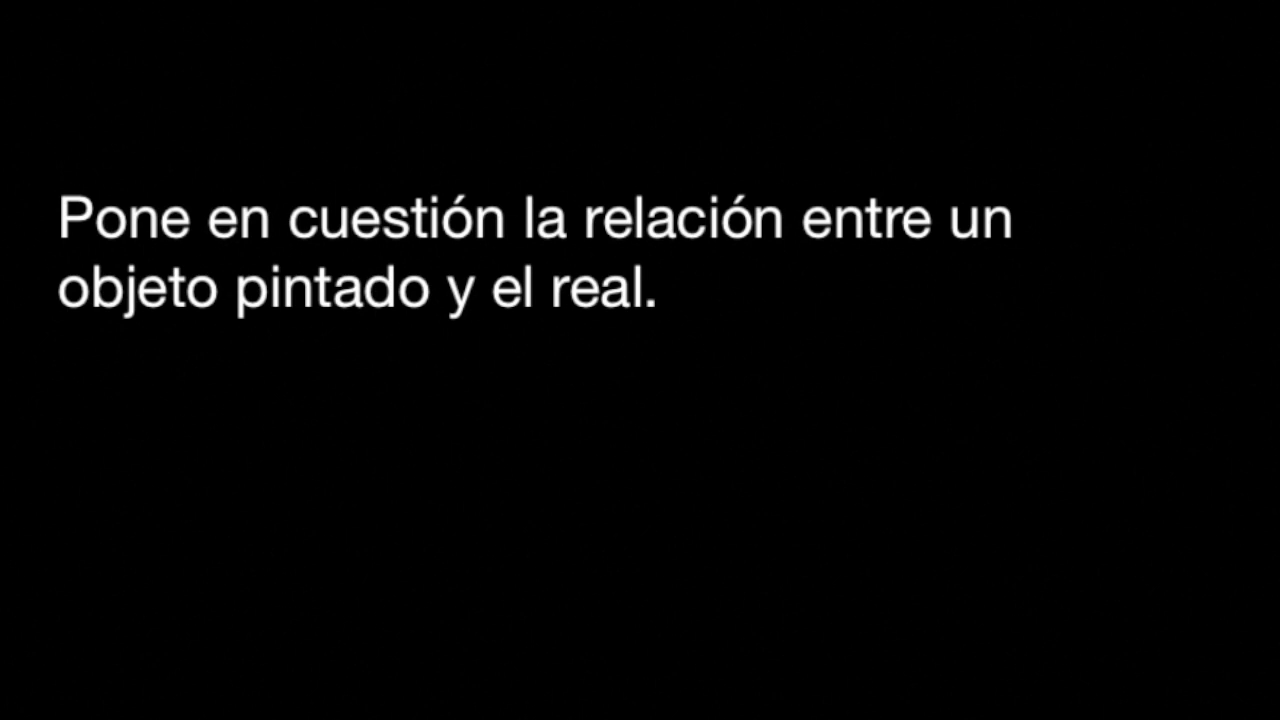 Pone en cuestión la relación entre un
objeto pintado y el real.